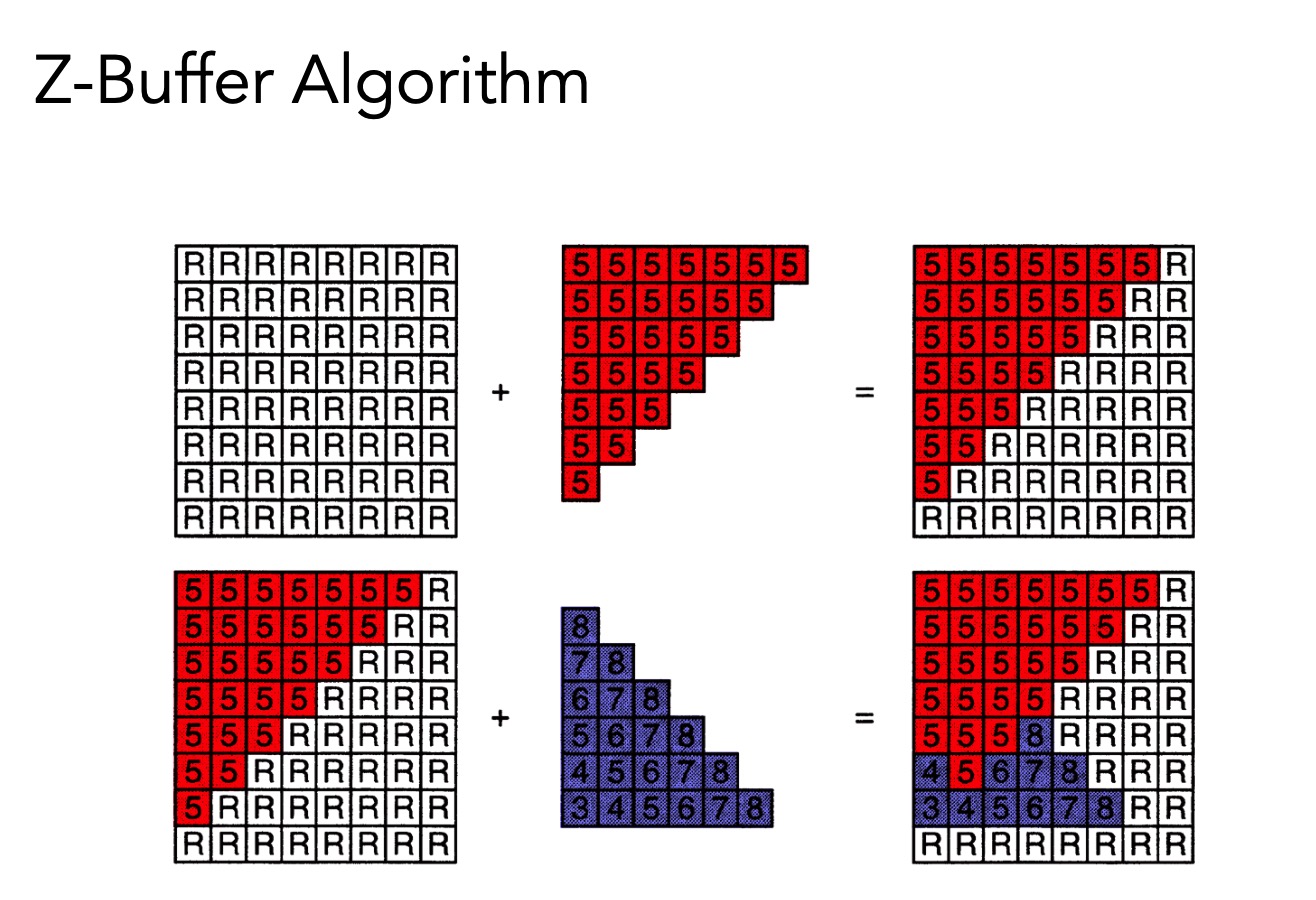 Z-Buffer Algorithm
R R R R R R R R
R R R R R R R R
R R R R R R R R
R R R R R R R R
R R R R R R R R
R R R R R R R R
R R R R R R R R
R R R R R R R R
+
5 5 5 5 5 5 5
5 5 5 5 5 5
5 5 5 5 5
5 5 5 5
5 5 5
5 5
5
=
5 5 5 5 5 5 5 R
5 5 5 5 5 5 R R
5 5 5 5 5 R R R
5 5 5 5 R R R R
5 5 5 R R R R R
5 5 R R R R R R
5 R R R R R R R
R R R R R R R R
5 5 5 5 5 5 5 R
5 5 5 5 5 5 R R
5 5 5 5 5 R R R
5 5 5 5 R R R R
5 5 5 R R R R R
5 5 R R R R R R
5 R R R R R R R
R R R R R R R R
+
8
7 8
6 7 8
5 6 7 8
4 5 6 7 8
3 4 5 6 7 8
=
5 5 5 5 5 5 5 R
5 5 5 5 5 5 R R
5 5 5 5 5 R R R
5 5 5 5 R R R R
5 5 5 8 R R R R
4 5 6 7 8 R R R
3 4 5 6 7 8 R R
R R R R R R R R